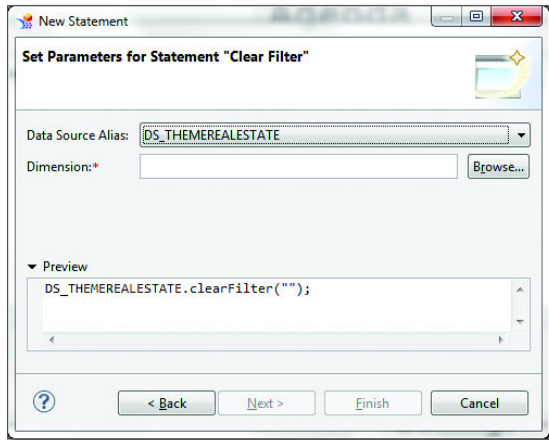 New Statement
Set Parameters for Statement "Clear Filter"
Data Source Alias: DS_THEMEREALESTATE
Dimension:* Browse...
Preview
DS_THEMEREALESTATE.clearFilter("");
? < Back Next > Finish Cancel